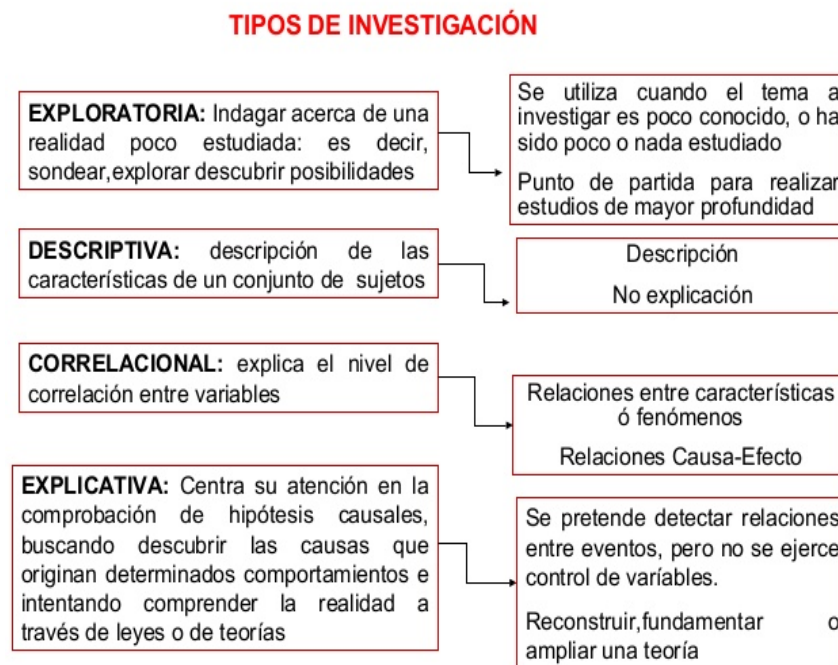 TIPOS DE INVESTIGACIÓN
EXPLORATORIA: Indagar acerca de una
realidad poco estudiada: es decir,
sondear,explorar descubrir posibilidades
Se utiliza cuando el tema a
investigar es poco conocido, o ha
sido poco o nada estudiado
Punto de partida para realizar
estudios de mayor profundidad
DESCRIPTIVA: descripción de las
características de un conjunto de sujetos
Descripción
No explicación
CORRELACIONAL: explica el nivel de
correlación entre variables
Relaciones entre características
ó fenómenos
Relaciones Causa-Efecto
EXPLICATIVA: Centra su atención en la
comprobación de hipótesis causales,
buscando descubrir las causas que
originan determinados comportamientos e
intentando comprender la realidad a
través de leyes o de teorías
Se pretende detectar relaciones
entre eventos, pero no se ejerce
control de varíables.
Reconstruir,fundamentar o
ampliar una teoría